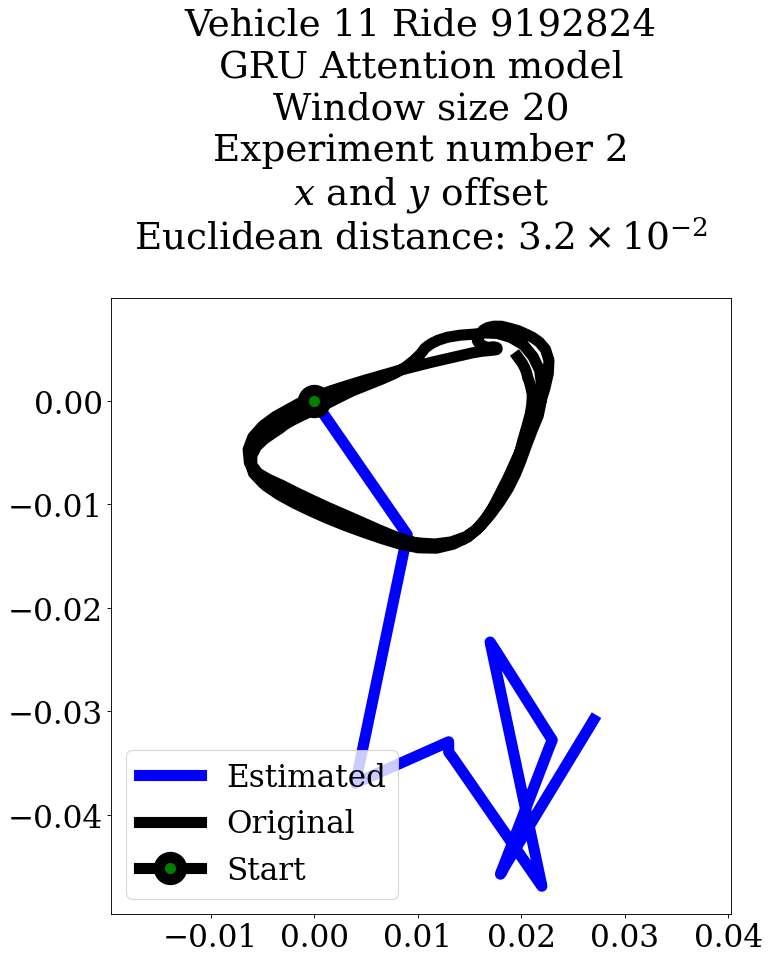 Vehicle 11 Ride 9192824
GRU Attention model
Window size 20
Experiment number 2
x and y offset
Euclidean distance: 3.2 × 10⁻²
0.00
−0.01
−0.02
−0.03
−0.04
Estimated
Original
Start
−0.01 0.00 0.01 0.02 0.03 0.04